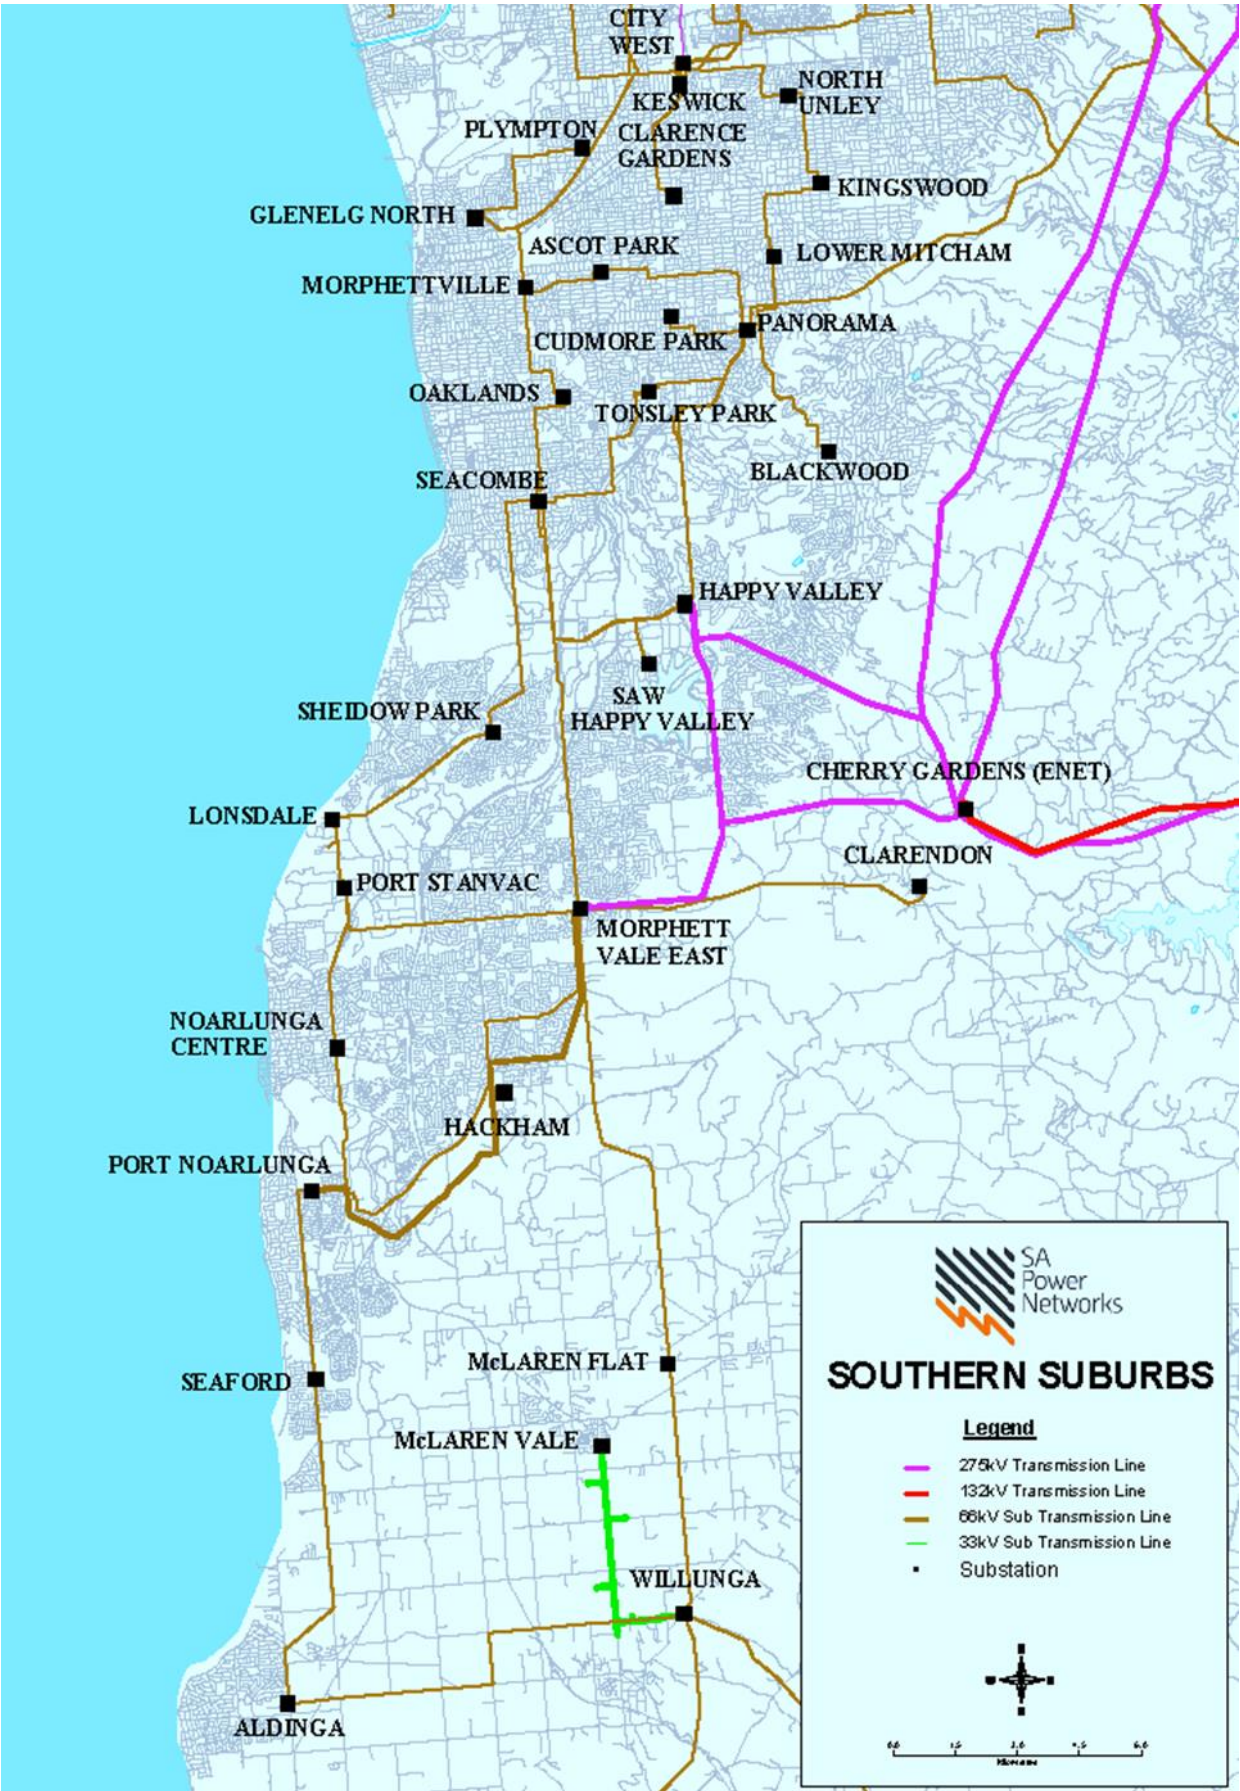 CITY
WEST
KESWICK
NORTH
UNLEY
PLYMPTON
CLARENCE
GARDENS
KINGSWOOD
GLENELG NORTH
ASCOT PARK
LOWER MITCHAM
MORPHETTVILLE
PANORAMA
CUDMORE PARK
OAKLANDS
TONSLEY PARK
BLACKWOOD
SEACOMBE
HAPPY VALLEY
SAW
HAPPY VALLEY
SHEIDOW PARK
CHERRY GARDENS (ENET)
LONSDALE
CLARENDON
PORT STANVAC
MORPHETT
VALE EAST
NOARLUNGA
CENTRE
HACKHAM
PORT NOARLUNGA
McLAREN FLAT
SEAFORD
McLAREN VALE
WILLUNGA
ALDINGA
SA
Power
Networks
SOUTHERN SUBURBS
Legend
275kV Transmission Line
132kV Transmission Line
66kV Sub Transmission Line
33kV Sub Transmission Line
Substation